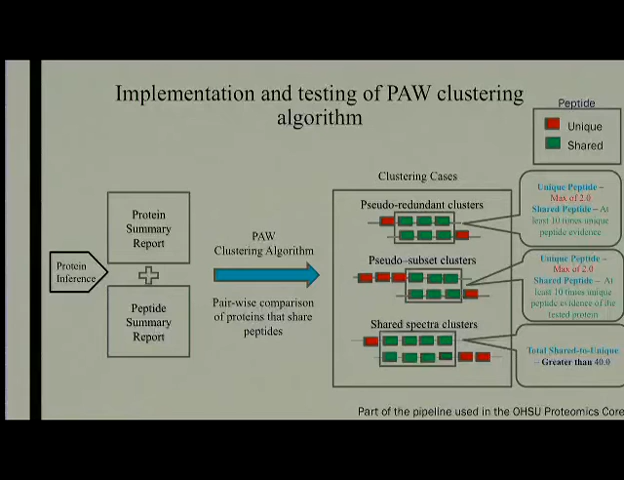 Implementation and testing of PAW clustering
algorithm
Peptide
Unique
Shared
Clustering Cases
Protein
Summary
Report
Protein
Inference
Peptide
Summary
Report
PAW
Clustering Algorithm
Pair-wise comparison
of proteins that share
peptides
Pseudo-redundant clusters
Pseudo–subset clusters
Shared spectra clusters
Unique Peptide –
Max of 2.0
Shared Peptide – At
least 10 times unique
peptide evidence
Unique Peptide –
Max of 2.0
Shared Peptide – At
least 10 times unique
peptide evidence of the
tested protein
Total Shared-to-Unique
– Greater than 40.0
Part of the pipeline used in the OHSU Proteomics Core